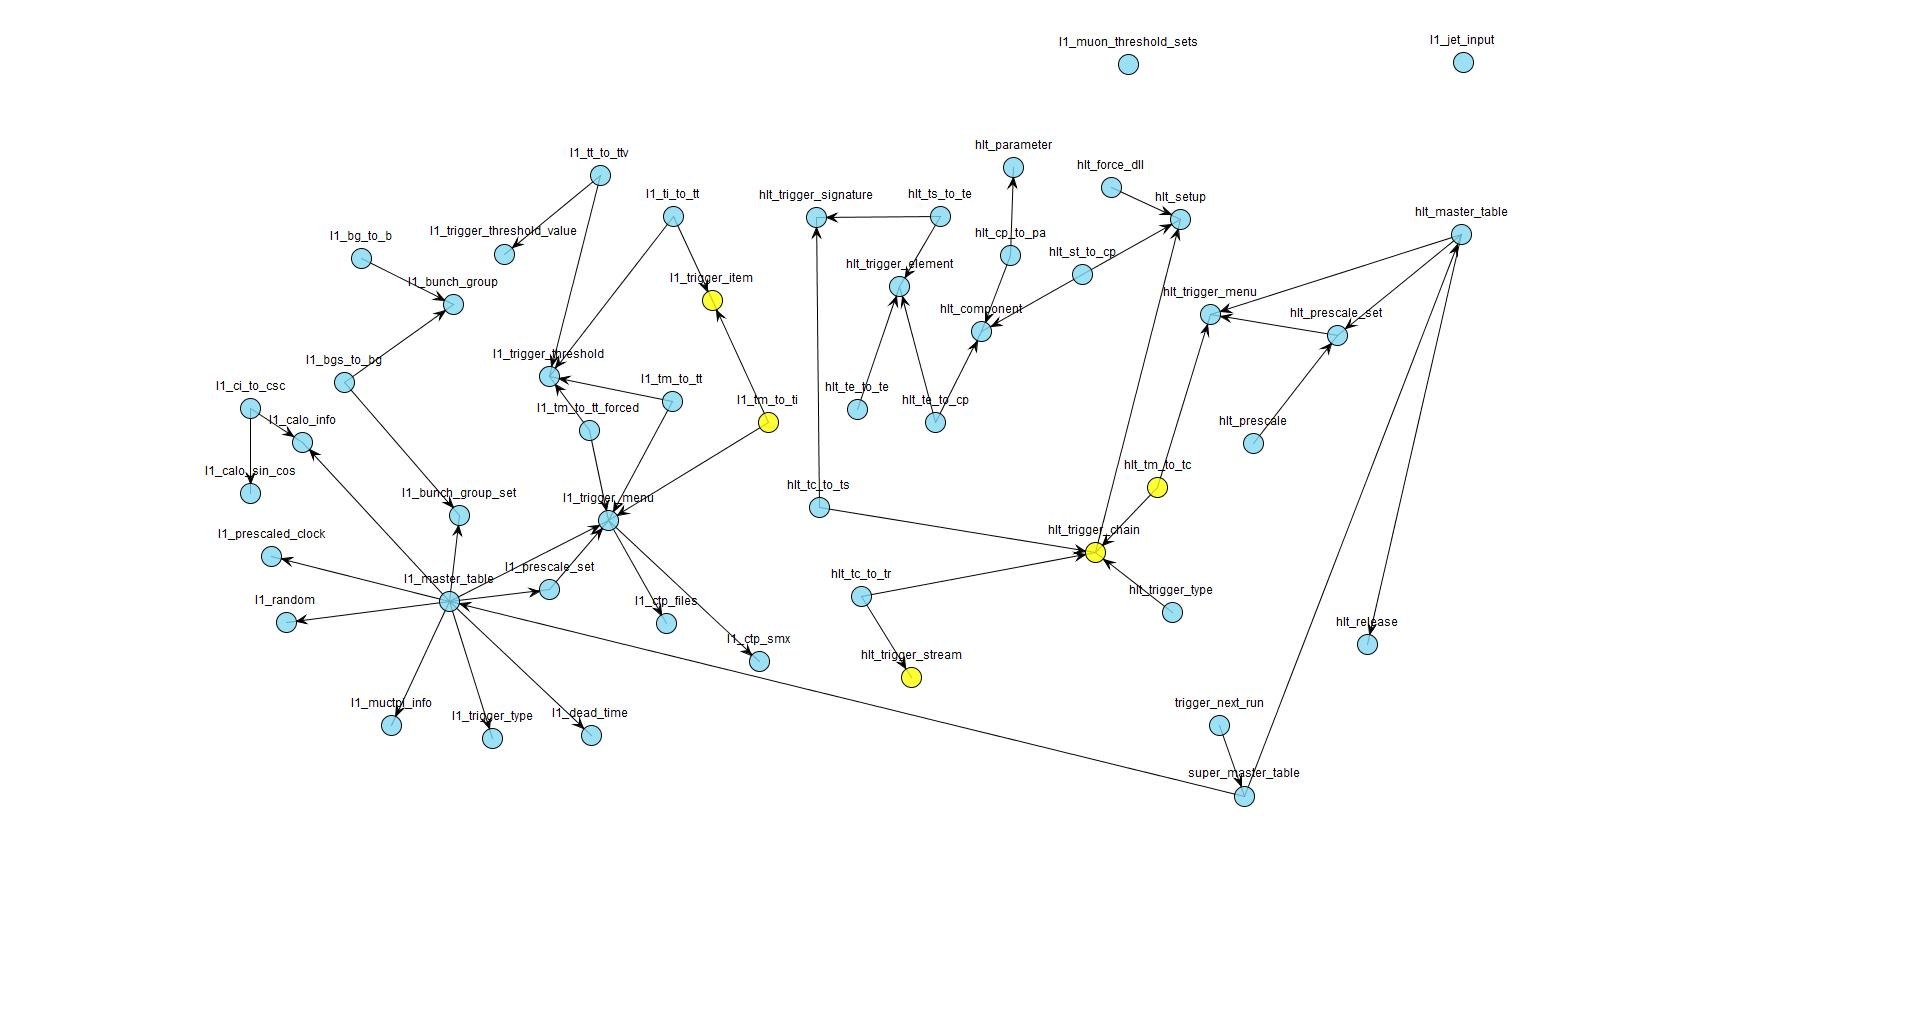 l1_jet_input
l1_muon_threshold_sets
hlt_parameter
l1_tt_to_ttv
hlt_force_dll
l1_ti_to_tt
hlt_trigger_signature
hlt_ts_to_te
hlt_setup
hlt_master_table
l1_trigger_threshold_value
hlt_cp_to_pa
l1_bg_to_b
hlt_st_to_cp
hlt_trigger_element
l1_trigger_item
l1_bunch_group
hlt_trigger_menu
hlt_component
hlt_prescale_set
l1_trigger_threshold
l1_bgs_to_bg
l1_tm_to_tt
l1_ci_to_csc
hlt_te_to_te
l1_tm_to_ti
hlt_te_to_cp
l1_tm_to_tt_forced
l1_calo_info
hlt_prescale
hlt_tm_to_tc
l1_calo_sin_cos
hlt_tc_to_ts
l1_bunch_group_set
l1_trigger_menu
hlt_trigger_chain
l1_prescaled_clock
l1_prescale_set
hlt_tc_to_tr
l1_master_table
hlt_trigger_type
l1_random
l1_ctp_files
hlt_release
l1_ctp_smx
hlt_trigger_stream
l1_muctpi_info
trigger_next_run
l1_dead_time
l1_trigger_type
super_master_table